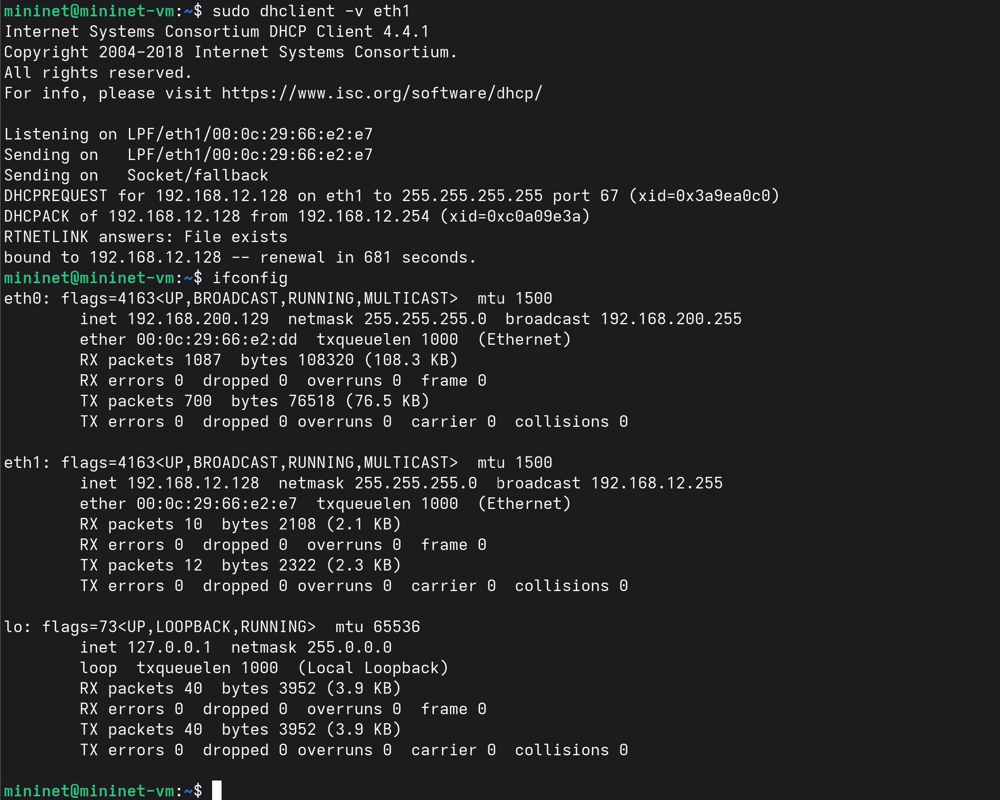 mininet@mininet-vm:~$ sudo dhclient -v eth1
Internet Systems Consortium DHCP Client 4.4.1
Copyright 2004-2018 Internet Systems Consortium.
All rights reserved.
For info, please visit https://www.isc.org/software/dhcp/

Listening on LPF/eth1/00:0c:29:66:e2:e7
Sending on   LPF/eth1/00:0c:29:66:e2:e7
Sending on   Socket/fallback
DHCPREQUEST for 192.168.12.128 on eth1 to 255.255.255.255 port 67 (xid=0x3a9ea0c0)
DHCPACK of 192.168.12.128 from 192.168.12.254 (xid=0xc0a09e3a)
RTNETLINK answers: File exists
bound to 192.168.12.128 -- renewal in 681 seconds.
mininet@mininet-vm:~$ ifconfig
eth0: flags=4163<UP,BROADCAST,RUNNING,MULTICAST>  mtu 1500
        inet 192.168.200.129  netmask 255.255.255.0  broadcast 192.168.200.255
        ether 00:0c:29:66:e2:dd  txqueuelen 1000  (Ethernet)
        RX packets 1087  bytes 108320 (108.3 KB)
        RX errors 0  dropped 0  overruns 0  frame 0
        TX packets 700  bytes 76518 (76.5 KB)
        TX errors 0  dropped 0 overruns 0  carrier 0  collisions 0

eth1: flags=4163<UP,BROADCAST,RUNNING,MULTICAST>  mtu 1500
        inet 192.168.12.128  netmask 255.255.255.0  broadcast 192.168.12.255
        ether 00:0c:29:66:e2:e7  txqueuelen 1000  (Ethernet)
        RX packets 10  bytes 2108 (2.1 KB)
        RX errors 0  dropped 0  overruns 0  frame 0
        TX packets 12  bytes 2322 (2.3 KB)
        TX errors 0  dropped 0 overruns 0  carrier 0  collisions 0

lo: flags=73<UP,LOOPBACK,RUNNING>  mtu 65536
        inet 127.0.0.1  netmask 255.0.0.0
        loop  txqueuelen 1000  (Local Loopback)
        RX packets 40  bytes 3952 (3.9 KB)
        RX errors 0  dropped 0  overruns 0  frame 0
        TX packets 40  bytes 3952 (3.9 KB)
        TX errors 0  dropped 0 overruns 0  carrier 0  collisions 0

mininet@mininet-vm:~$